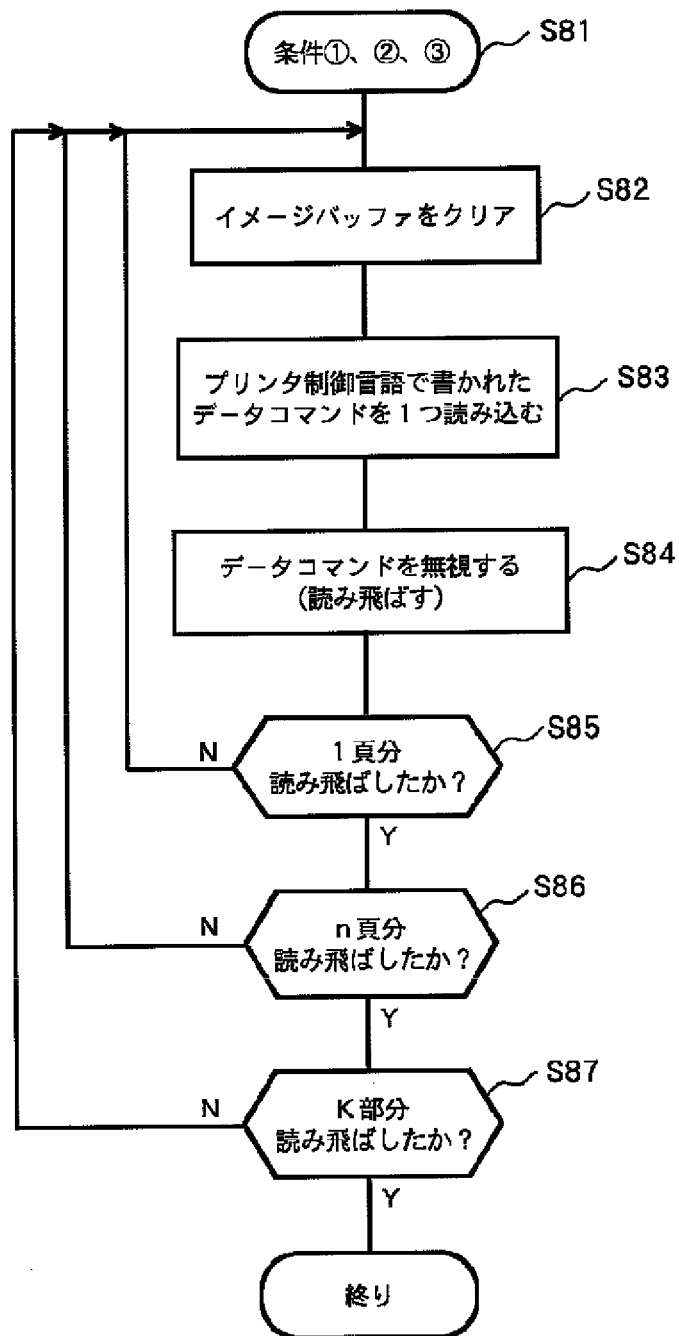 条件①、②、③
S81
イメージバッファをクリア
S82
プリンタ制御言語で書かれた
データコマンドを1つ読み込む
S83
データコマンドを無視する
(読み飛ばす)
S84
1頁分
読み飛ばしたか?
S85
N
Y
n頁分
読み飛ばしたか?
S86
N
Y
K部分
読み飛ばしたか?
S87
N
Y
終り